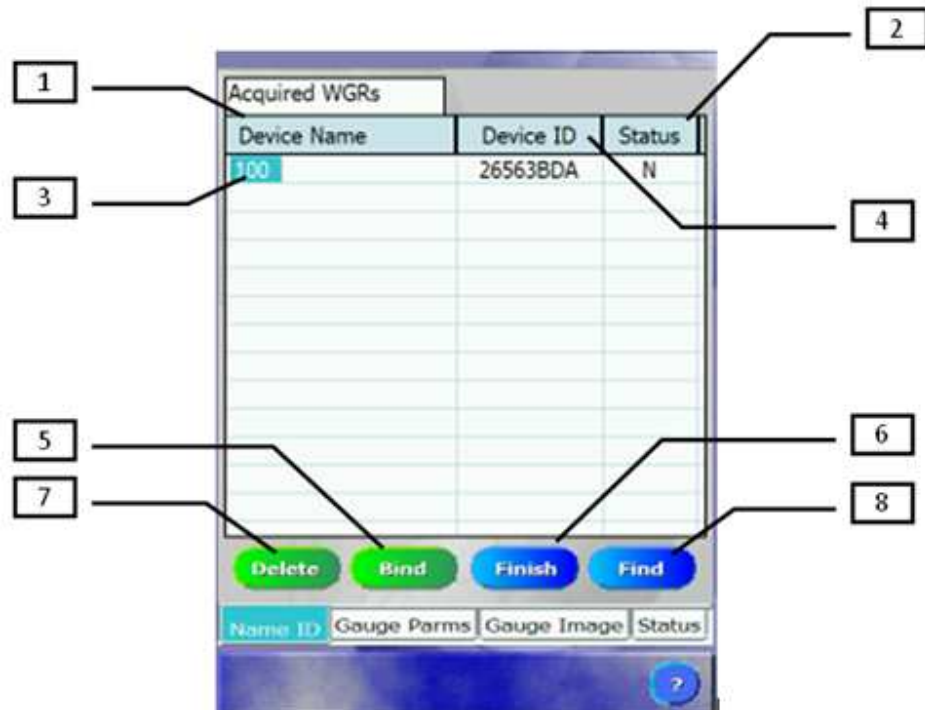 2
1
Acquired WGRs
Device Name Device ID Status
100 26563BDA N
3
4
5
6
7
8
Delete Bind Finish Find
Name ID Gauge Parms Gauge Image Status
?